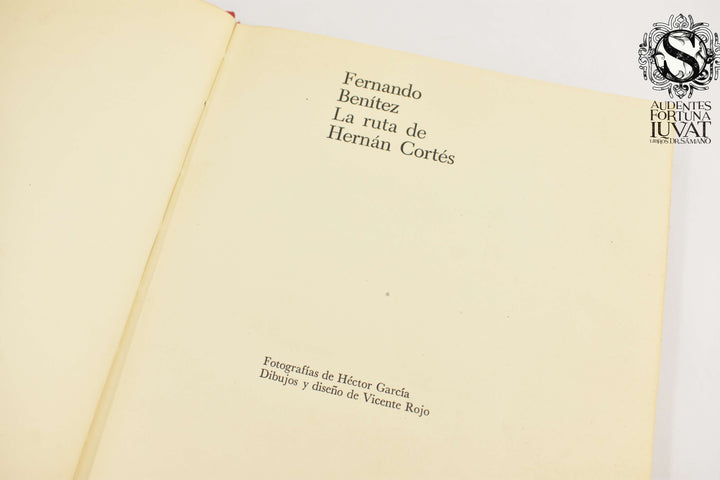 Fernando
Benítez
La ruta de
Hernán Cortés
Fotografías de Héctor García
Dibujos y diseño de Vicente Rojo
S
AUDENTES
FORTUNA
IUVAT
LIBROS DR. SÁMANO